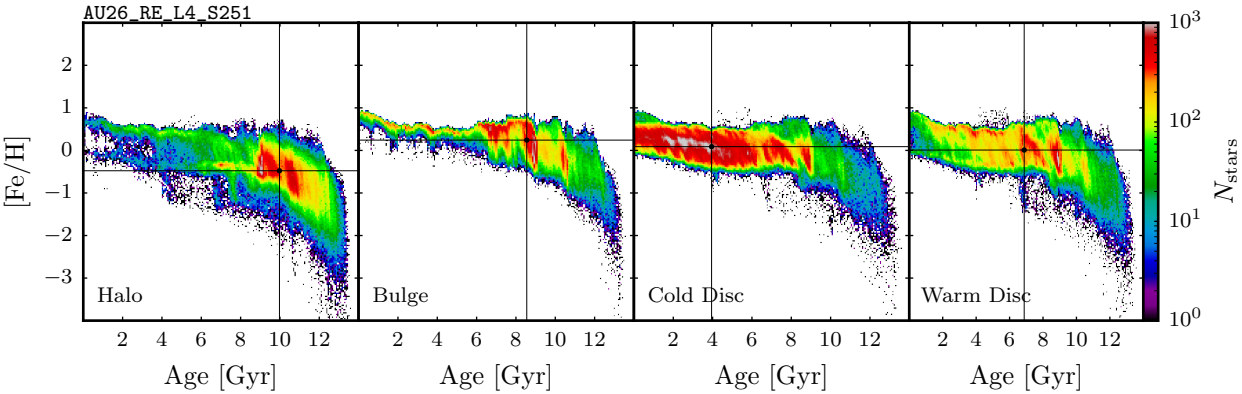 AU26_RE_L4_S251
[Fe/H]
2
1
0
−1
−2
−3
Halo
Bulge
Cold Disc
Warm Disc
2 4 6 8 10 12
2 4 6 8 10 12
2 4 6 8 10 12
2 4 6 8 10 12
Age [Gyr]
Age [Gyr]
Age [Gyr]
Age [Gyr]
10³
10²
10¹
10⁰
N_stars